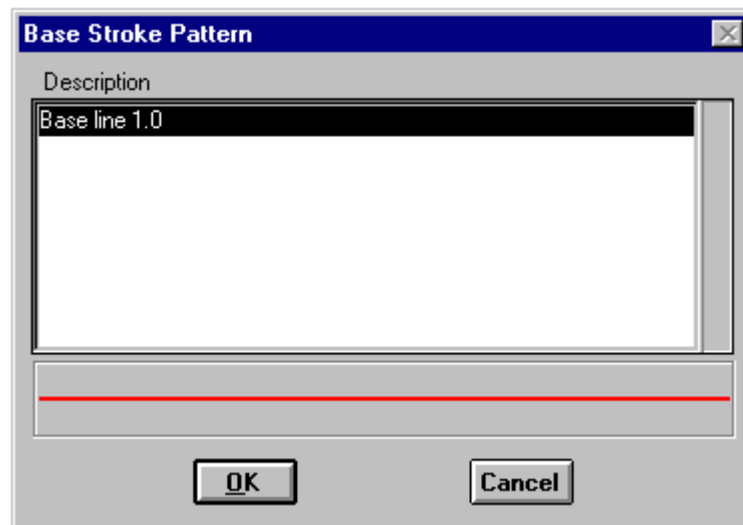 Base Stroke Pattern
Description
Base line 1.0
OK
Cancel